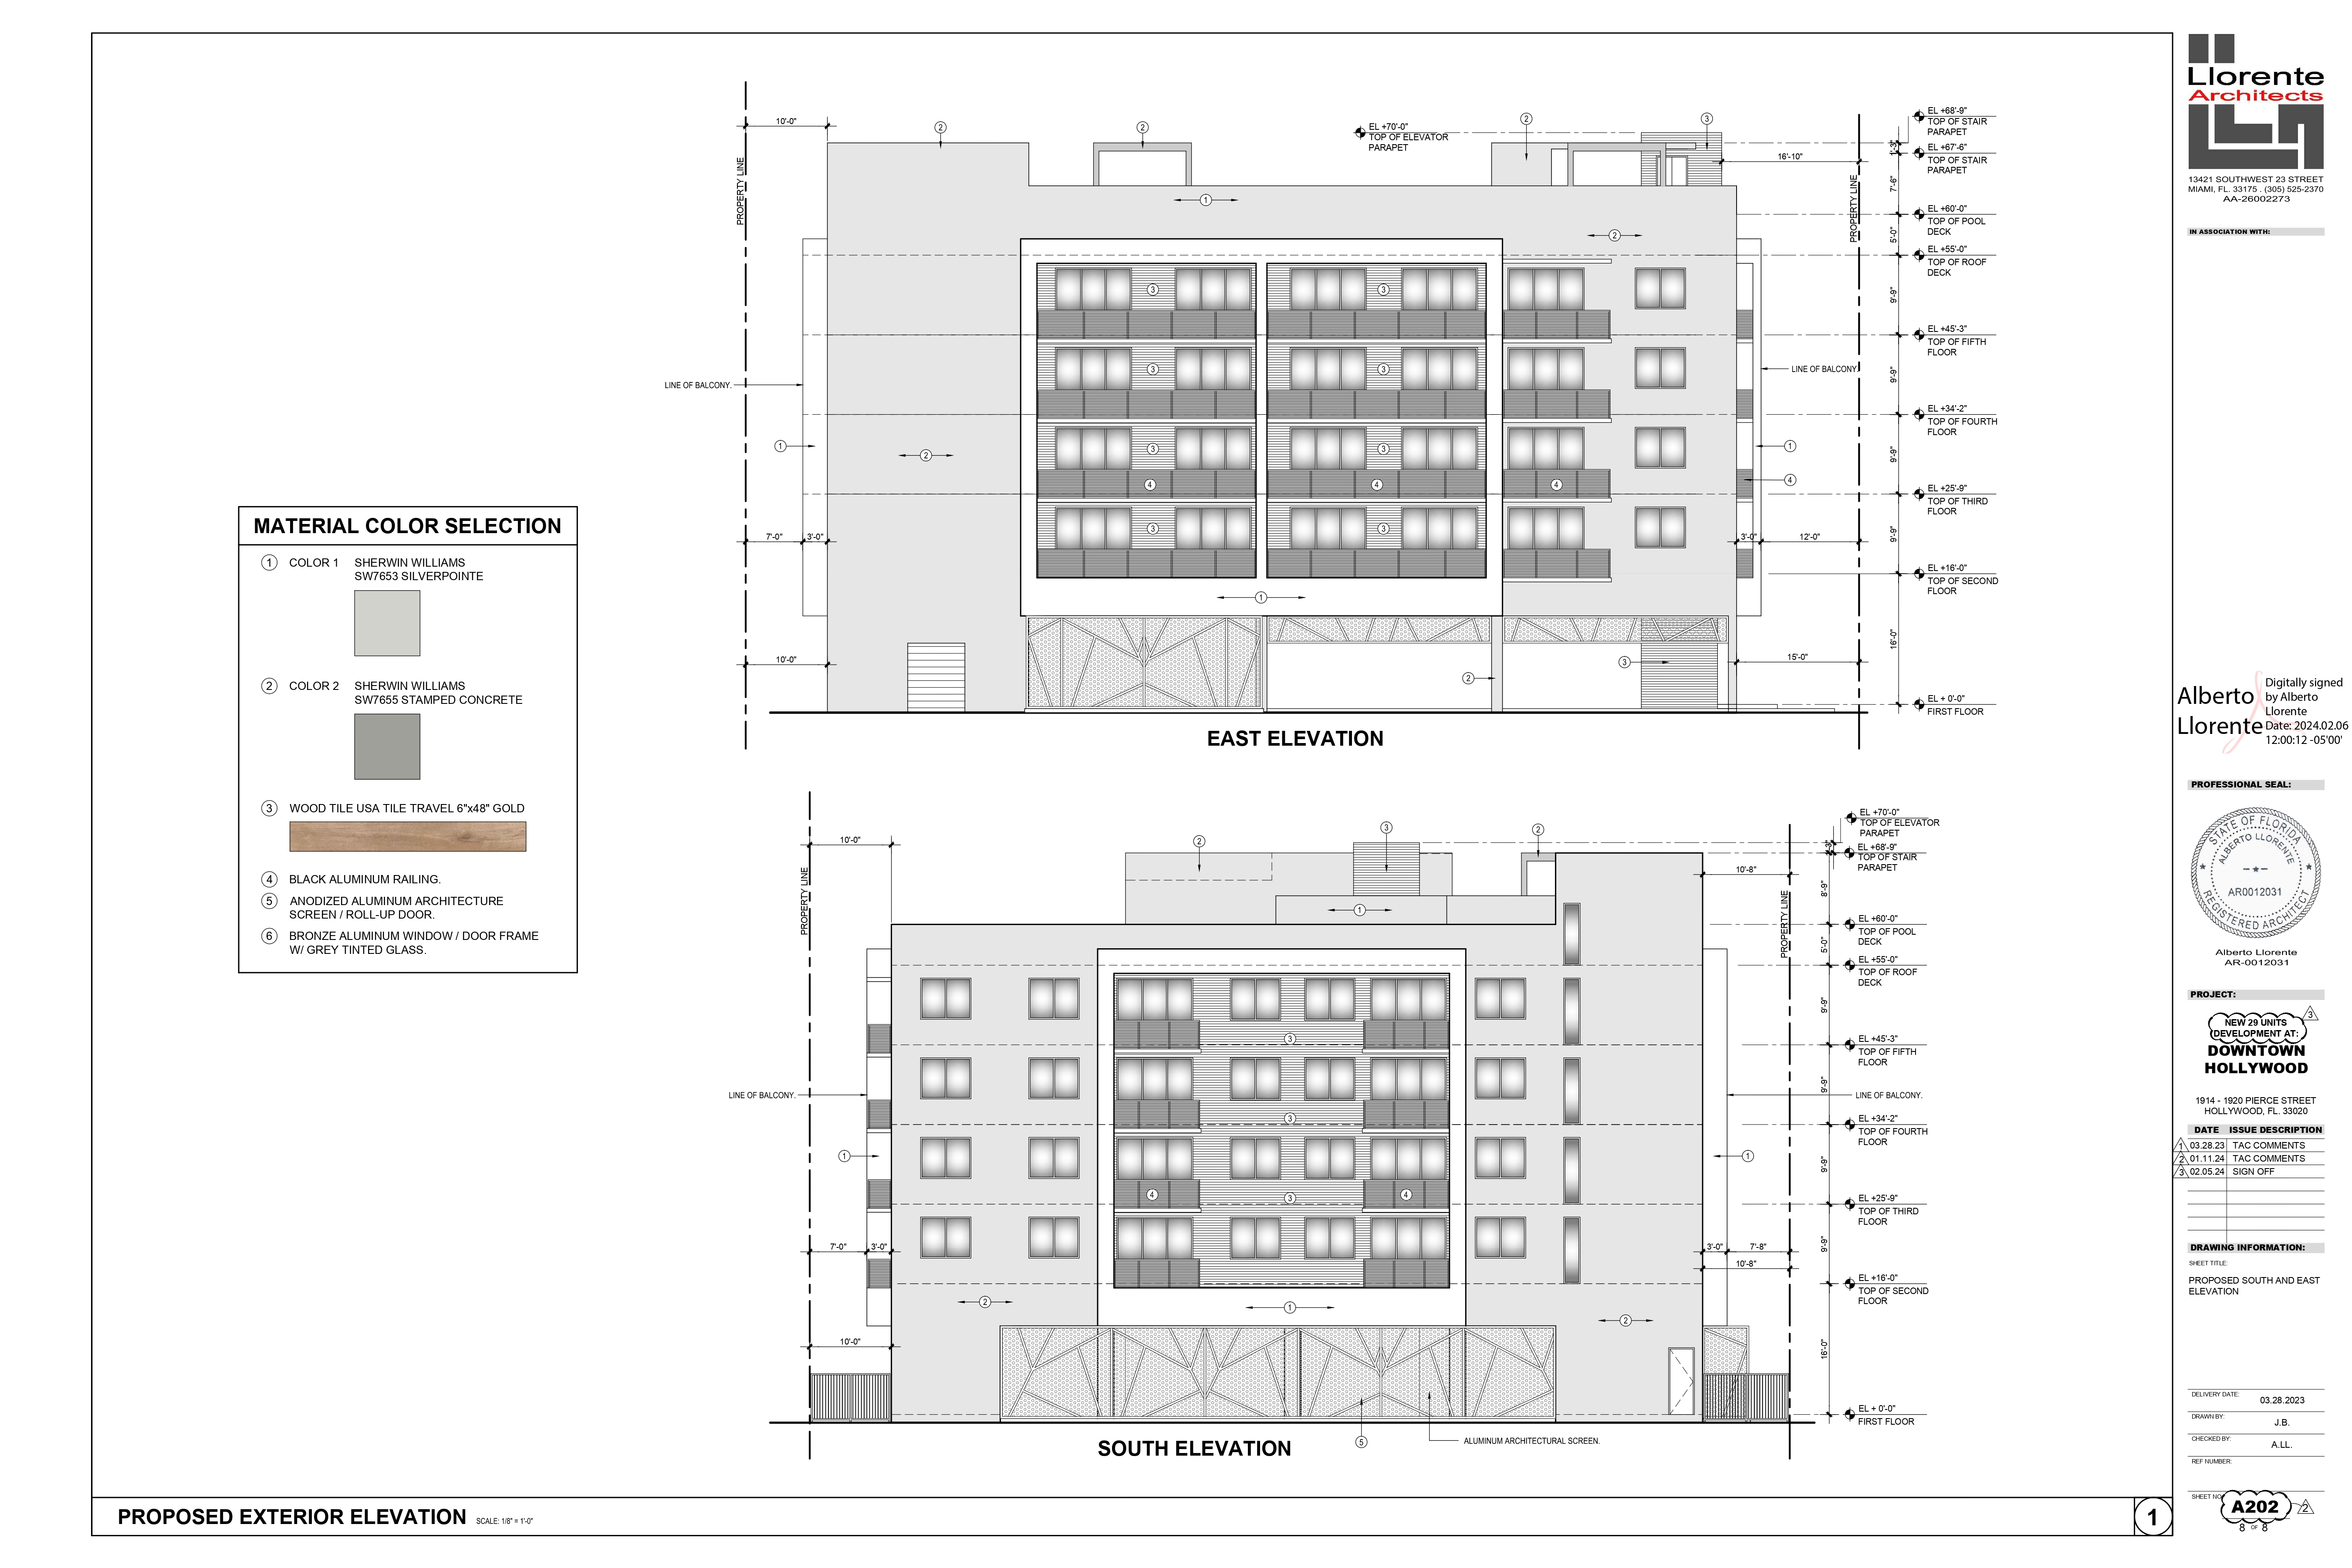 MATERIAL COLOR SELECTION
1 COLOR 1 SHERWIN WILLIAMS
SW7653 SILVERPOINTE
2 COLOR 2 SHERWIN WILLIAMS
SW7655 STAMPED CONCRETE
3 WOOD TILE USA TILE TRAVEL 6"x48" GOLD
4 BLACK ALUMINUM RAILING.
5 ANODIZED ALUMINUM ARCHITECTURE
SCREEN / ROLL-UP DOOR.
6 BRONZE ALUMINUM WINDOW / DOOR FRAME
W/ GREY TINTED GLASS.
10'-0"
PROPERTY LINE
2
2
EL +70'-0"
TOP OF ELEVATOR
PARAPET
2
3
16'-10"
PROPERTY LINE
1
2
LINE OF BALCONY.
1
2
7'-0"
3'-0"
10'-0"
3
3
3
3
3
3
4
4
4
3
3
1
2
3
LINE OF BALCONY
1
4
3'-0"
12'-0"
15'-0"
EL +68'-9"
TOP OF STAIR
PARAPET
1'-3"
EL +67'-6"
TOP OF STAIR
PARAPET
7'-6"
EL +60'-0"
TOP OF POOL
DECK
5'-0"
EL +55'-0"
TOP OF ROOF
DECK
9'-9"
EL +45'-3"
TOP OF FIFTH
FLOOR
9'-9"
EL +34'-2"
TOP OF FOURTH
FLOOR
9'-9"
EL +25'-9"
TOP OF THIRD
FLOOR
9'-9"
EL +16'-0"
TOP OF SECOND
FLOOR
16'-0"
EL + 0'-0"
FIRST FLOOR
EAST ELEVATION
10'-0"
PROPERTY LINE
2
3
2
1
10'-8"
PROPERTY LINE
LINE OF BALCONY.
1
7'-0"
3'-0"
2
10'-0"
3
3
4
3
4
1
2
5
ALUMINUM ARCHITECTURAL SCREEN.
LINE OF BALCONY.
1
3'-0"
7'-8"
10'-8"
EL +70'-0"
TOP OF ELEVATOR
PARAPET
EL +68'-9"
TOP OF STAIR
PARAPET
8'-9"
EL +60'-0"
TOP OF POOL
DECK
5'-0"
EL +55'-0"
TOP OF ROOF
DECK
9'-9"
EL +45'-3"
TOP OF FIFTH
FLOOR
9'-9"
EL +34'-2"
TOP OF FOURTH
FLOOR
9'-9"
EL +25'-9"
TOP OF THIRD
FLOOR
9'-9"
EL +16'-0"
TOP OF SECOND
FLOOR
16'-0"
EL + 0'-0"
FIRST FLOOR
SOUTH ELEVATION
PROPOSED EXTERIOR ELEVATION SCALE: 1/8" = 1'-0"
1
Llorente
Architects
13421 SOUTHWEST 23 STREET
MIAMI, FL. 33175 . (305) 525-2370
AA-26002273
IN ASSOCIATION WITH:
Alberto
Llorente
Digitally signed
by Alberto
Llorente
Date: 2024.02.06
12:00:12 -05'00'
PROFESSIONAL SEAL:
STATE OF FLORIDA
ALBERTO LLORENTE
AR0012031
REGISTERED ARCHITECT
Alberto Llorente
AR-0012031
PROJECT:
3
NEW 29 UNITS
DEVELOPMENT AT:
DOWNTOWN
HOLLYWOOD
1914 - 1920 PIERCE STREET
HOLLYWOOD, FL. 33020
DATE ISSUE DESCRIPTION
1 03.28.23 TAC COMMENTS
2 01.11.24 TAC COMMENTS
3 02.05.24 SIGN OFF
DRAWING INFORMATION:
SHEET TITLE:
PROPOSED SOUTH AND EAST
ELEVATION
DELIVERY DATE:
03.28.2023
DRAWN BY:
J.B.
CHECKED BY:
A.LL.
REF NUMBER:
SHEET NO
A202
2
8 OF 8